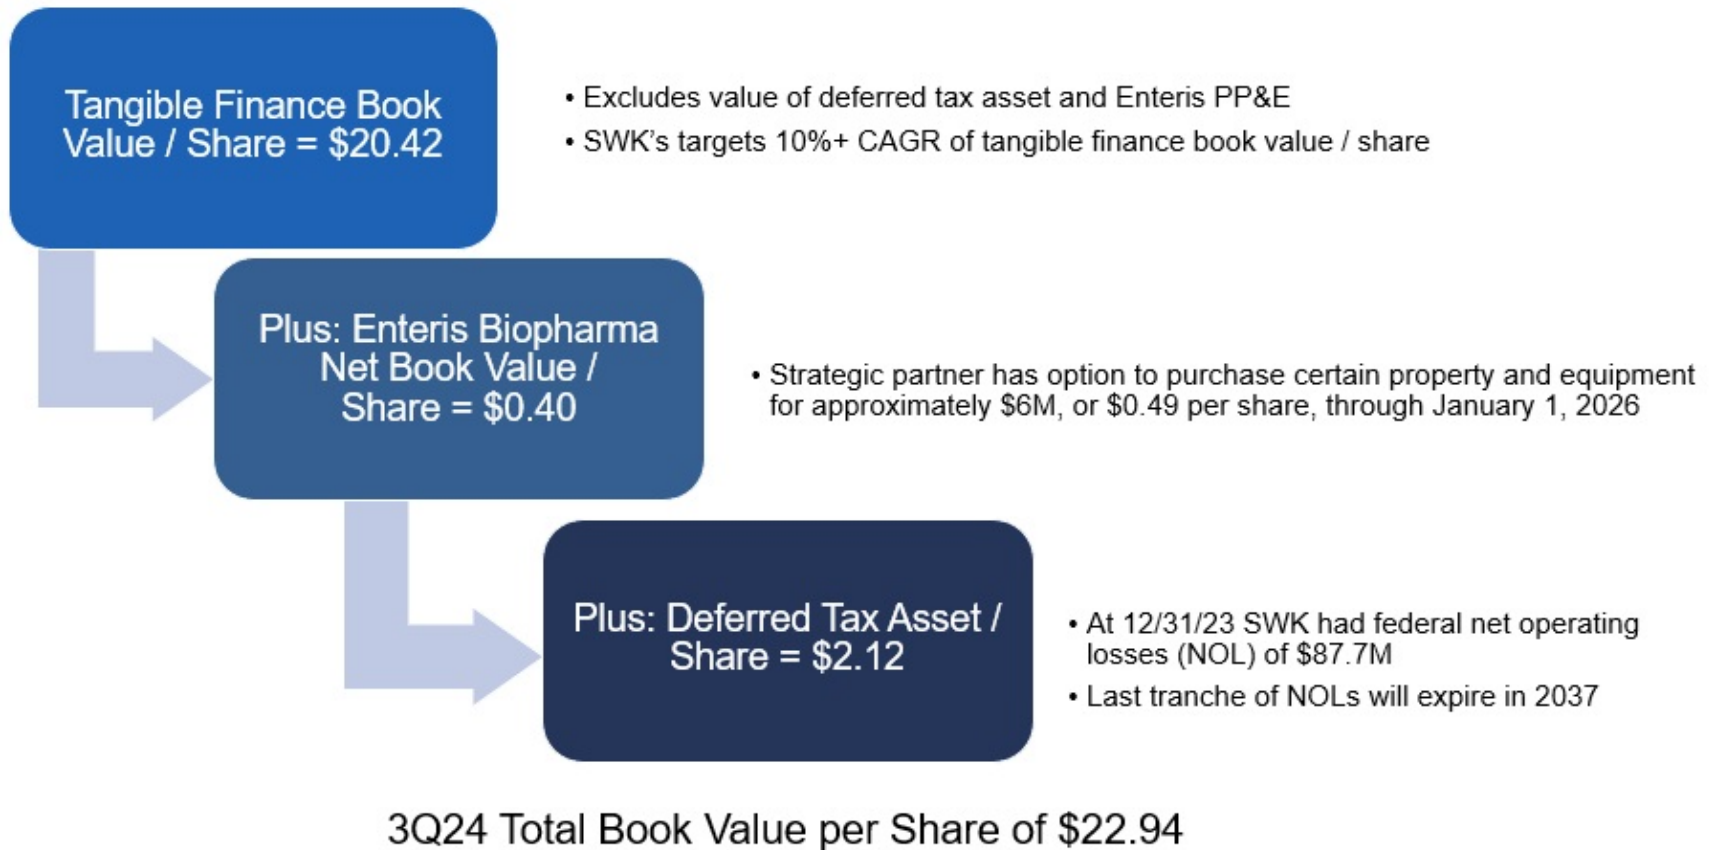 Tangible Finance Book
Value / Share = $20.42
• Excludes value of deferred tax asset and Enteris PP&E
• SWK's targets 10%+ CAGR of tangible finance book value / share
Plus: Enteris Biopharma
Net Book Value /
Share = $0.40
• Strategic partner has option to purchase certain property and equipment
for approximately $6M, or $0.49 per share, through January 1, 2026
Plus: Deferred Tax Asset /
Share = $2.12
• At 12/31/23 SWK had federal net operating
losses (NOL) of $87.7M
• Last tranche of NOLs will expire in 2037
3Q24 Total Book Value per Share of $22.94